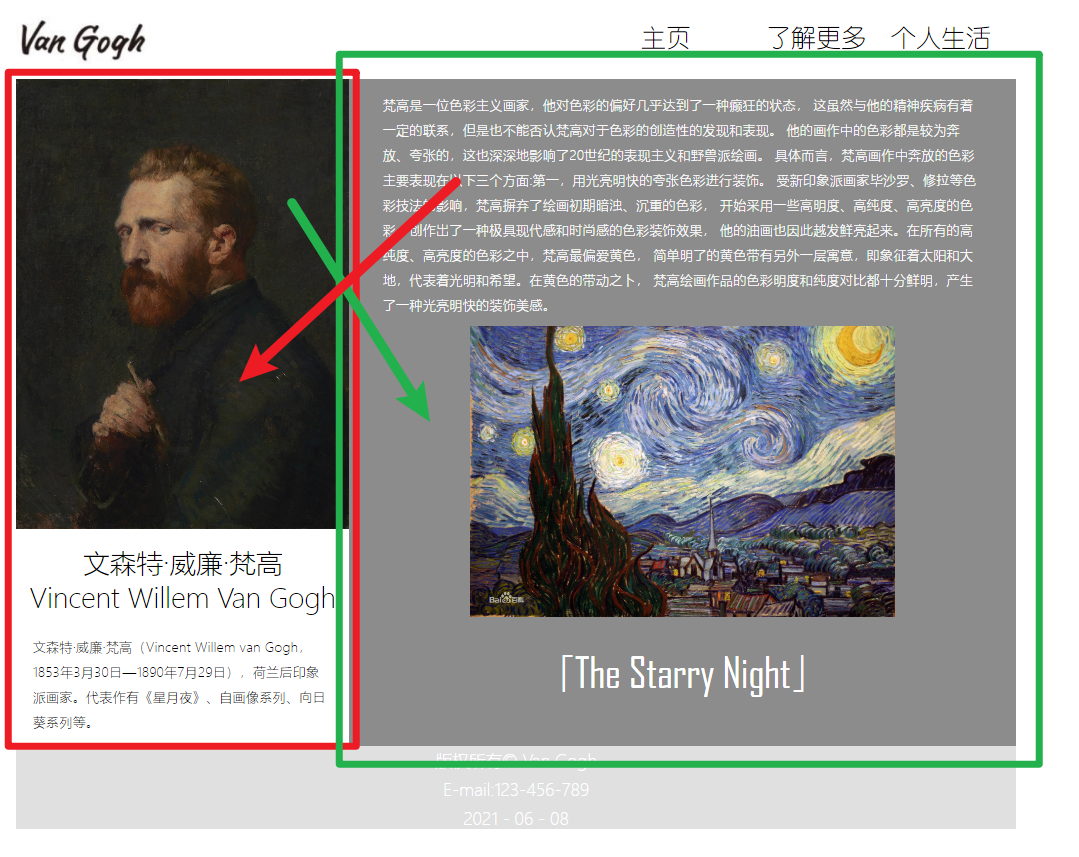 Van Gogh
主页 了解更多 个人生活
梵高是一位色彩主义画家，他对色彩的偏好几乎达到了一种癫狂的状态， 这虽然与他的精神疾病有着
一定的联系，但是也不能否认梵高对于色彩的创造性的发现和表现。 他的画作中的色彩都是较为奔
放、夸张的，这也深深地影响了20世纪的表现主义和野兽派绘画。 具体而言，梵高画作中奔放的色彩
主要表现在以下三个方面:第一，用光亮明快的夸张色彩进行装饰。 受新印象派画家毕沙罗、修拉等色
彩技法的影响，梵高摒弃了绘画初期暗浊、沉重的色彩， 开始采用一些高明度、高纯度、高亮度的色
彩，创作出了一种极具现代感和时尚感的色彩装饰效果， 他的油画也因此越发鲜亮起来。在所有的高
纯度、高亮度的色彩之中，梵高最偏爱黄色， 简单明了的黄色带有另外一层寓意，即象征着太阳和大
地，代表着光明和希望。在黄色的带动之下， 梵高绘画作品的色彩明度和纯度对比都十分鲜明，产生
了一种光亮明快的装饰美感。
Bai百科
「The Starry Night」
文森特·威廉·梵高
Vincent Willem Van Gogh
文森特·威廉·梵高（Vincent Willem van Gogh，
1853年3月30日—1890年7月29日），荷兰后印象
派画家。代表作有《星月夜》、自画像系列、向日
葵系列等。
版权所有© Van Gogh
E-mail:123-456-789
2021 - 06 - 08